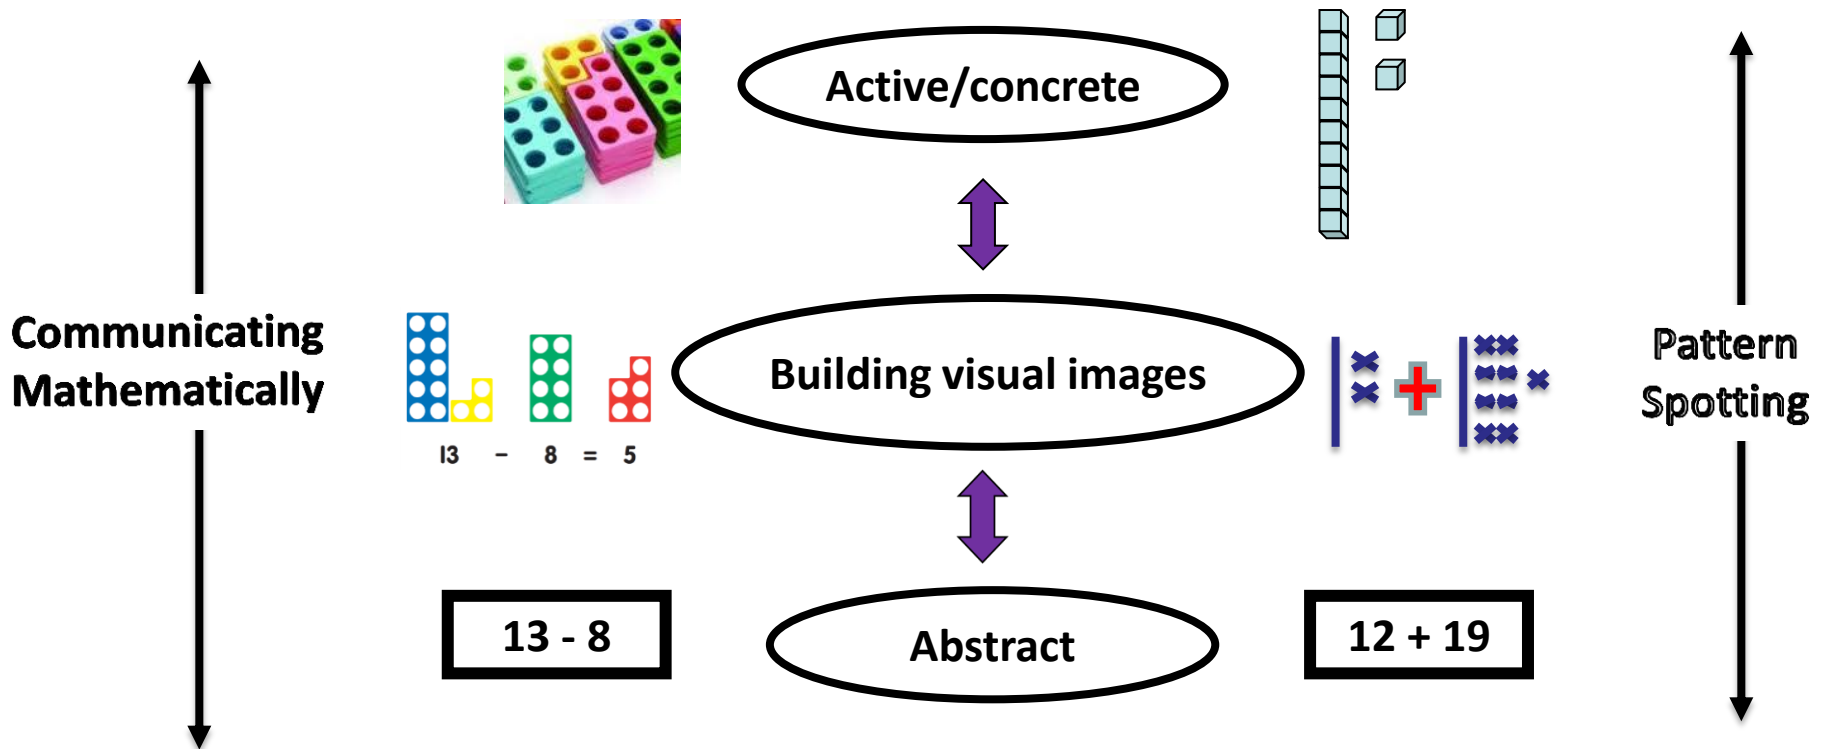 Active/concrete
Communicating
Mathematically
Building visual images
13 - 8 = 5
+
Pattern
Spotting
13 - 8
Abstract
12 + 19